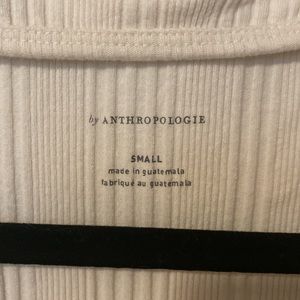 by ANTHROPOLOGIE
SMALL
made in guatemala
fabriqué au guatemala